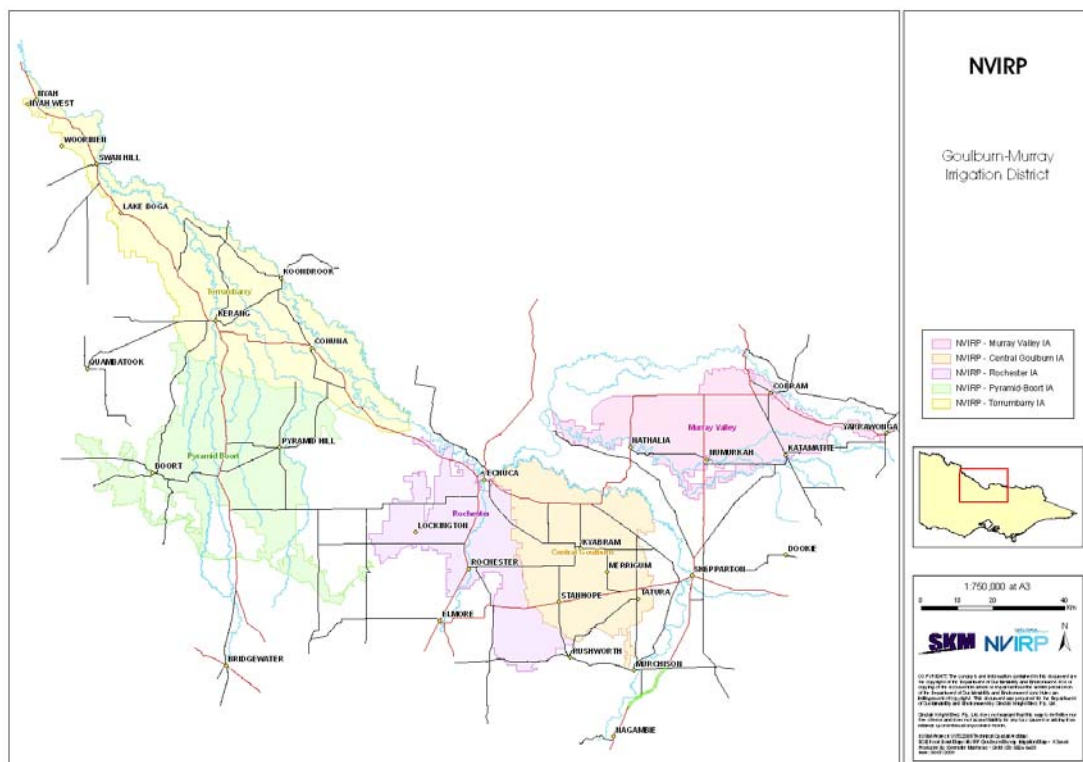 NYAH
NYAH WEST
WOORINEN
SWAN HILL
LAKE BOGA
KOONDROOK
Torrumbarry
KERANG
COHUNA
QUAMBATOOK
COBRAM
Murray Valley
YARRAWONGA
NATHALIA
NUMURKAH
KATAMATITE
PYRAMID HILL
Pyramid Boort
BOORT
ECHUCA
Rochester
LOCKINGTON
KYABRAM
Central Goulburn
DOOKIE
ROCHESTER
MERRIGUM
SHEPPARTON
STANHOPE
TATURA
ELMORE
RUSHWORTH
BRIDGEWATER
MURCHISON
NAGAMBIE
NVIRP
Goulburn-Murray
Irrigation District
NVIRP - Murray Valley IA
NVIRP - Central Goulburn IA
NVIRP - Rochester IA
NVIRP - Pyramid-Boort IA
NVIRP - Torrumbarry IA
1:750,000 at A3
0 10 20 40
Km
N
SKM
NVIRP